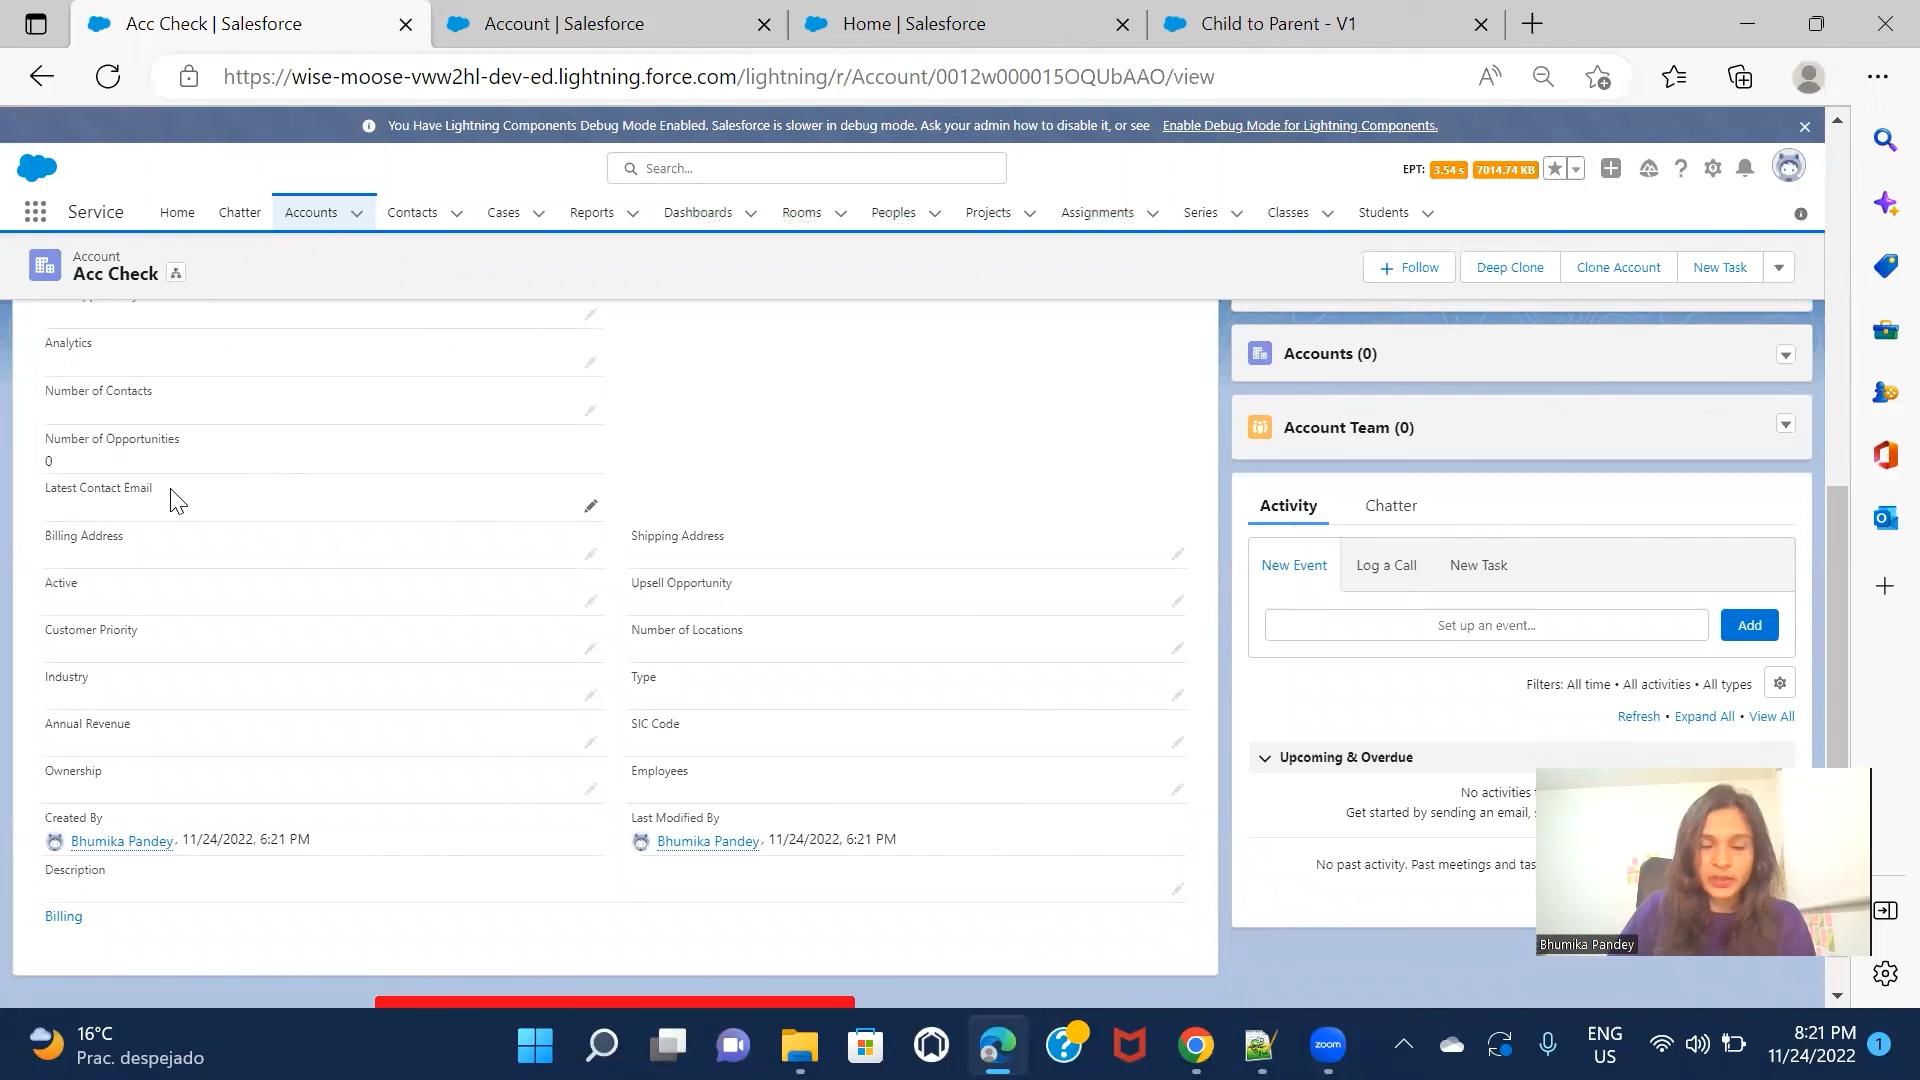 Acc Check | Salesforce
Account | Salesforce
Home | Salesforce
Child to Parent - V1
https://wise-moose-vww2hl-dev-ed.lightning.force.com/lightning/r/Account/0012w000015OQUbAAO/view
You Have Lightning Components Debug Mode Enabled. Salesforce is slower in debug mode. Ask your admin how to disable it, or see Enable Debug Mode for Lightning Components.
Search...
EPT: 3.54 s 7014.74 KB
Service
Home
Chatter
Accounts
Contacts
Cases
Reports
Dashboards
Rooms
Peoples
Projects
Assignments
Series
Classes
Students
Account
Acc Check
Follow
Deep Clone
Clone Account
New Task
Analytics
Number of Contacts
Number of Opportunities
0
Latest Contact Email
Billing Address
Shipping Address
Active
Upsell Opportunity
Customer Priority
Number of Locations
Industry
Type
Annual Revenue
SIC Code
Ownership
Employees
Created By
Bhumika Pandey, 11/24/2022, 6:21 PM
Last Modified By
Bhumika Pandey, 11/24/2022, 6:21 PM
Description
Billing
Accounts (0)
Account Team (0)
Activity
Chatter
New Event
Log a Call
New Task
Set up an event...
Add
Filters: All time • All activities • All types
Refresh • Expand All • View All
Upcoming & Overdue
No activities
Get started by sending an email,
No past activity. Past meetings and
Bhumika Pandey
16°C
Prac. despejado
zoom
ENG
US
8:21 PM
11/24/2022
1